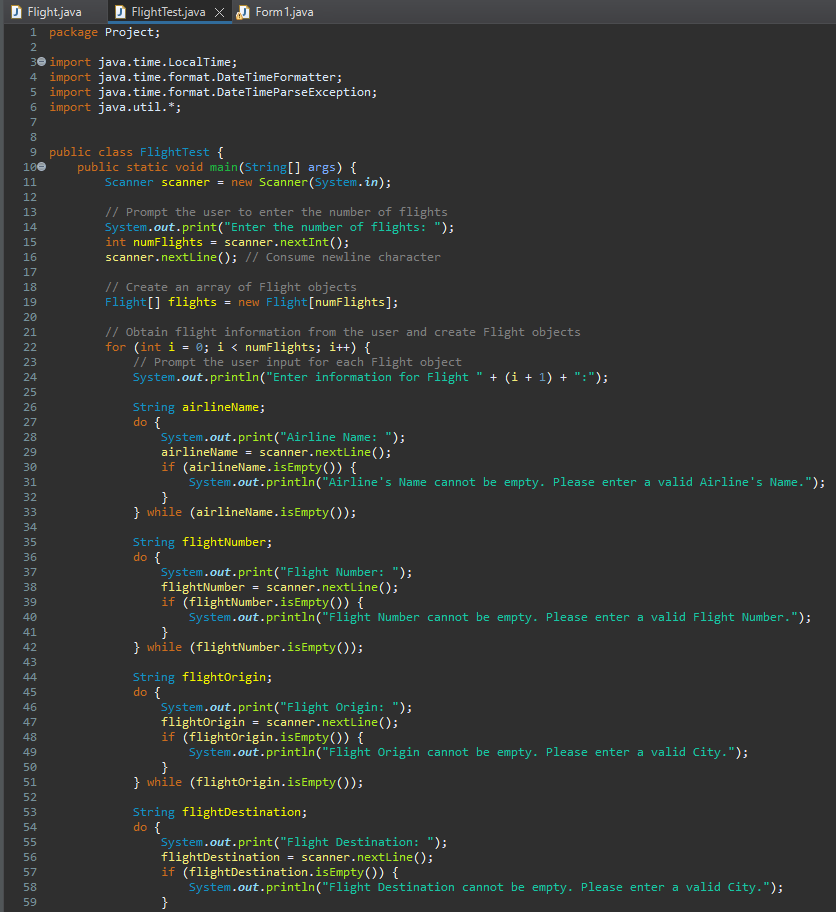 Flight.java FlightTest.java Form1.java
1 package Project;
2
3 import java.time.LocalTime;
4 import java.time.format.DateTimeFormatter;
5 import java.time.format.DateTimeParseException;
6 import java.util.*;
7
8
9 public class FlightTest {
10 public static void main(String[] args) {
11 Scanner scanner = new Scanner(System.in);
12
13 // Prompt the user to enter the number of flights
14 System.out.print("Enter the number of flights: ");
15 int numFlights = scanner.nextInt();
16 scanner.nextLine(); // Consume newline character
17
18 // Create an array of Flight objects
19 Flight[] flights = new Flight[numFlights];
20
21 // Obtain flight information from the user and create Flight objects
22 for (int i = 0; i < numFlights; i++) {
23 // Prompt the user input for each Flight object
24 System.out.println("Enter information for Flight " + (i + 1) + ":");
25
26 String airlineName;
27 do {
28 System.out.print("Airline Name: ");
29 airlineName = scanner.nextLine();
30 if (airlineName.isEmpty()) {
31 System.out.println("Airline's Name cannot be empty. Please enter a valid Airline's Name.");
32 }
33 } while (airlineName.isEmpty());
34
35 String flightNumber;
36 do {
37 System.out.print("Flight Number: ");
38 flightNumber = scanner.nextLine();
39 if (flightNumber.isEmpty()) {
40 System.out.println("Flight Number cannot be empty. Please enter a valid Flight Number.");
41 }
42 } while (flightNumber.isEmpty());
43
44 String flightOrigin;
45 do {
46 System.out.print("Flight Origin: ");
47 flightOrigin = scanner.nextLine();
48 if (flightOrigin.isEmpty()) {
49 System.out.println("Flight Origin cannot be empty. Please enter a valid City.");
50 }
51 } while (flightOrigin.isEmpty());
52
53 String flightDestination;
54 do {
55 System.out.print("Flight Destination: ");
56 flightDestination = scanner.nextLine();
57 if (flightDestination.isEmpty()) {
58 System.out.println("Flight Destination cannot be empty. Please enter a valid City.");
59 }